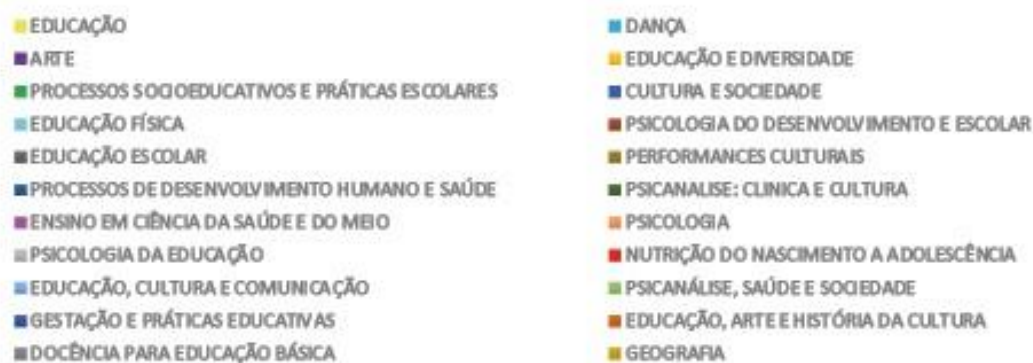 EDUCAÇÃO
ARTE
PROCESSOS SOCIOEDUCATIVOS E PRÁTICAS ESCOLARES
EDUCAÇÃO FÍSICA
EDUCAÇÃO ESCOLAR
PROCESSOS DE DESENVOLVIMENTO HUMANO E SAÚDE
ENSINO EM CIÊNCIA DA SAÚDE E DO MEIO
PSICOLOGIA DA EDUCAÇÃO
EDUCAÇÃO, CULTURA E COMUNICAÇÃO
GESTAÇÃO E PRÁTICAS EDUCATIVAS
DOCÊNCIA PARA EDUCAÇÃO BÁSICA
DANÇA
EDUCAÇÃO E DIVERSIDADE
CULTURA E SOCIEDADE
PSICOLOGIA DO DESENVOLVIMENTO E ESCOLAR
PERFORMANCES CULTURAIS
PSICANALISE: CLINICA E CULTURA
PSICOLOGIA
NUTRIÇÃO DO NASCIMENTO A ADOLESCÊNCIA
PSICANÁLISE, SAÚDE E SOCIEDADE
EDUCAÇÃO, ARTE E HISTÓRIA DA CULTURA
GEOGRAFIA